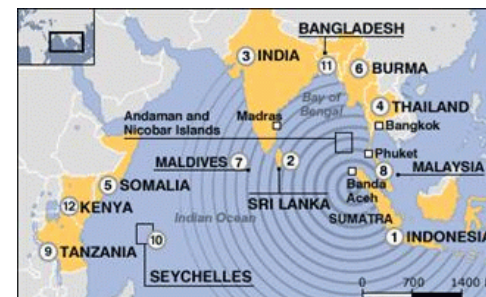 BANGLADESH
3 INDIA
11
6 BURMA
Bay of
Bengal
4 THAILAND
Andaman and
Nicobar Islands
Madras
Bangkok
Phuket
MALDIVES 7
2
8 MALAYSIA
5 SOMALIA
Banda
Aceh
SRI LANKA
12 KENYA
Indian Ocean
SUMATRA
1 INDONESIA
10
9 TANZANIA
SEYCHELLES
0 700 1400